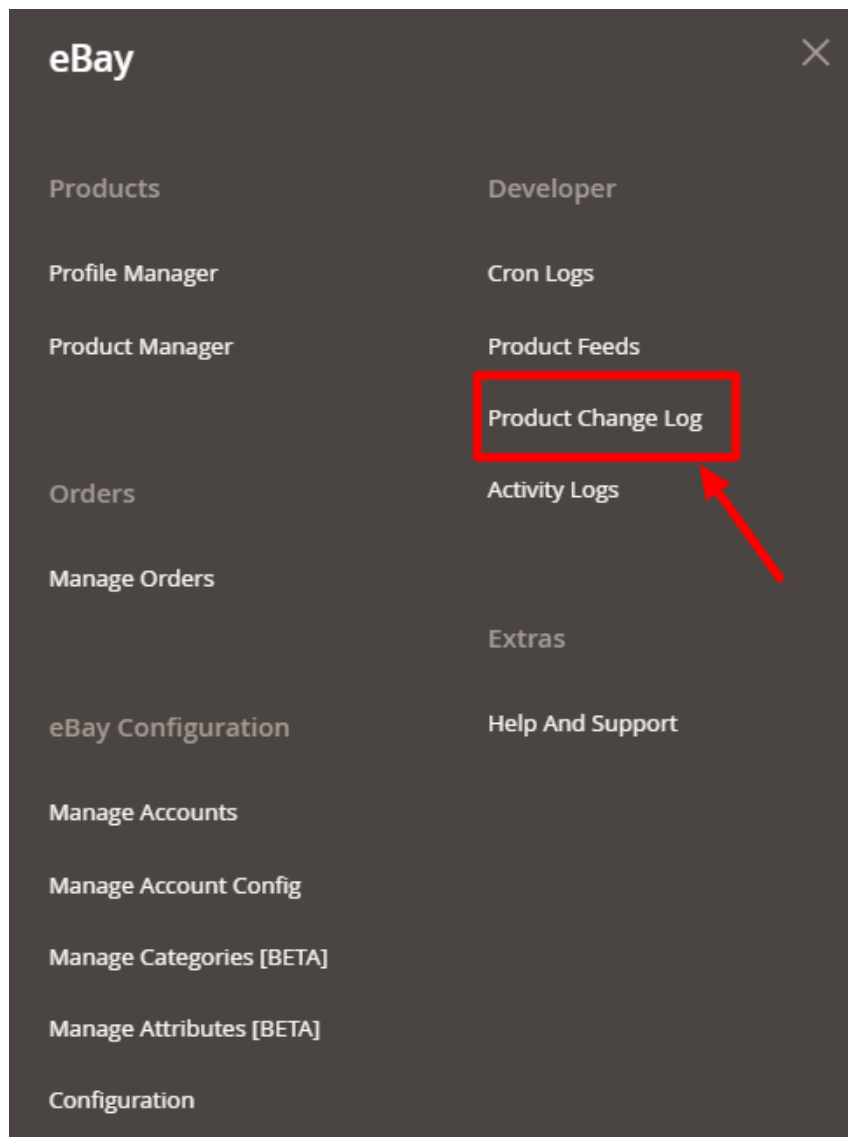 eBay
Products
Profile Manager
Product Manager
Orders
Manage Orders
eBay Configuration
Manage Accounts
Manage Account Config
Manage Categories [BETA]
Manage Attributes [BETA]
Configuration
Developer
Cron Logs
Product Feeds
Product Change Log
Activity Logs
Extras
Help And Support